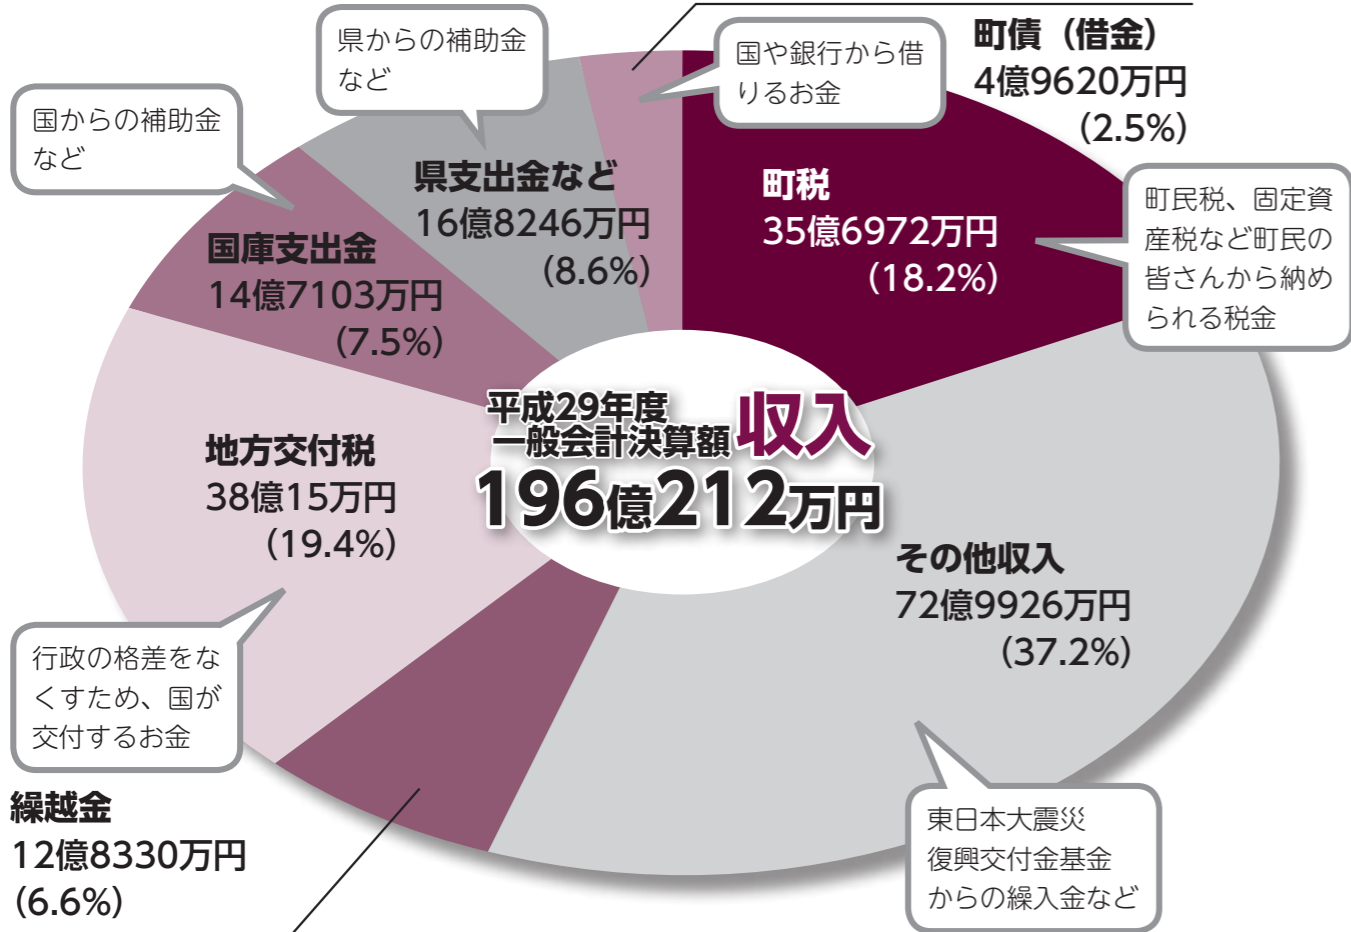 町債（借金）
4億9620万円
(2.5%)
国や銀行から借
りるお金
県からの補助金
など
国からの補助金
など
県支出金など
16億8246万円
(8.6%)
町税
35億6972万円
(18.2%)
町民税、固定資
産税など町民の
皆さんから納め
られる税金
国庫支出金
14億7103万円
(7.5%)
平成29年度
一般会計決算額
収入
196億212万円
地方交付税
38億15万円
(19.4%)
その他収入
72億9926万円
(37.2%)
行政の格差をな
くすため、国が
交付するお金
繰越金
12億8330万円
(6.6%)
東日本大震災
復興交付金基金
からの繰入金など